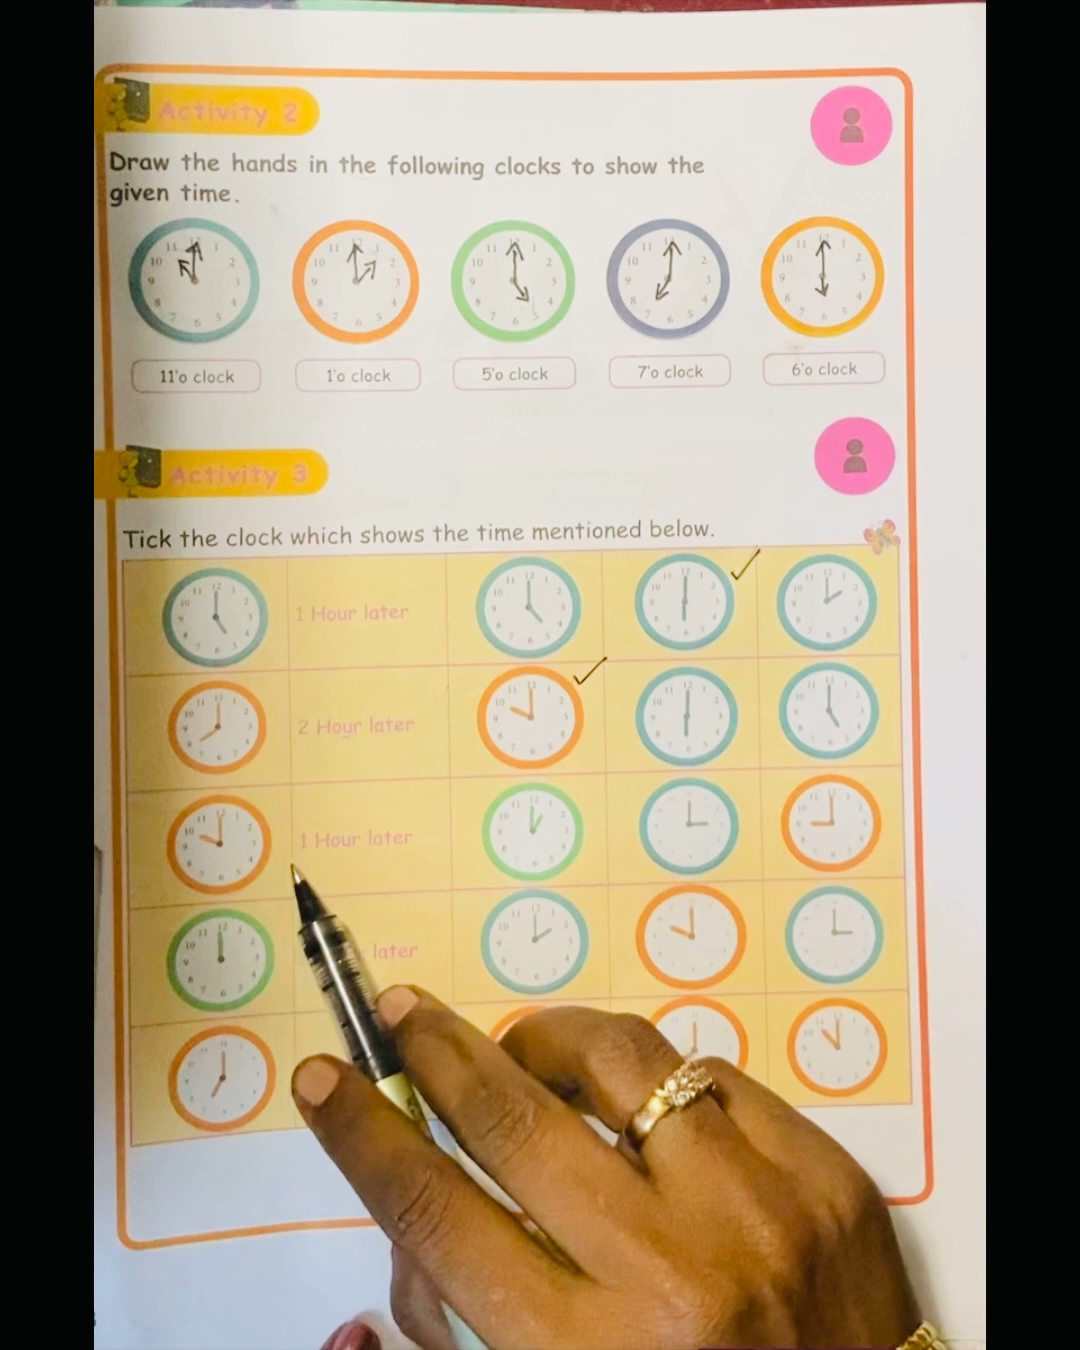 Activity 2
Draw the hands in the following clocks to show the
given time.
11'o clock
1'o clock
5'o clock
7'o clock
6'o clock
Activity 3
Tick the clock which shows the time mentioned below.
1 Hour later
2 Hour later
1 Hour later
later